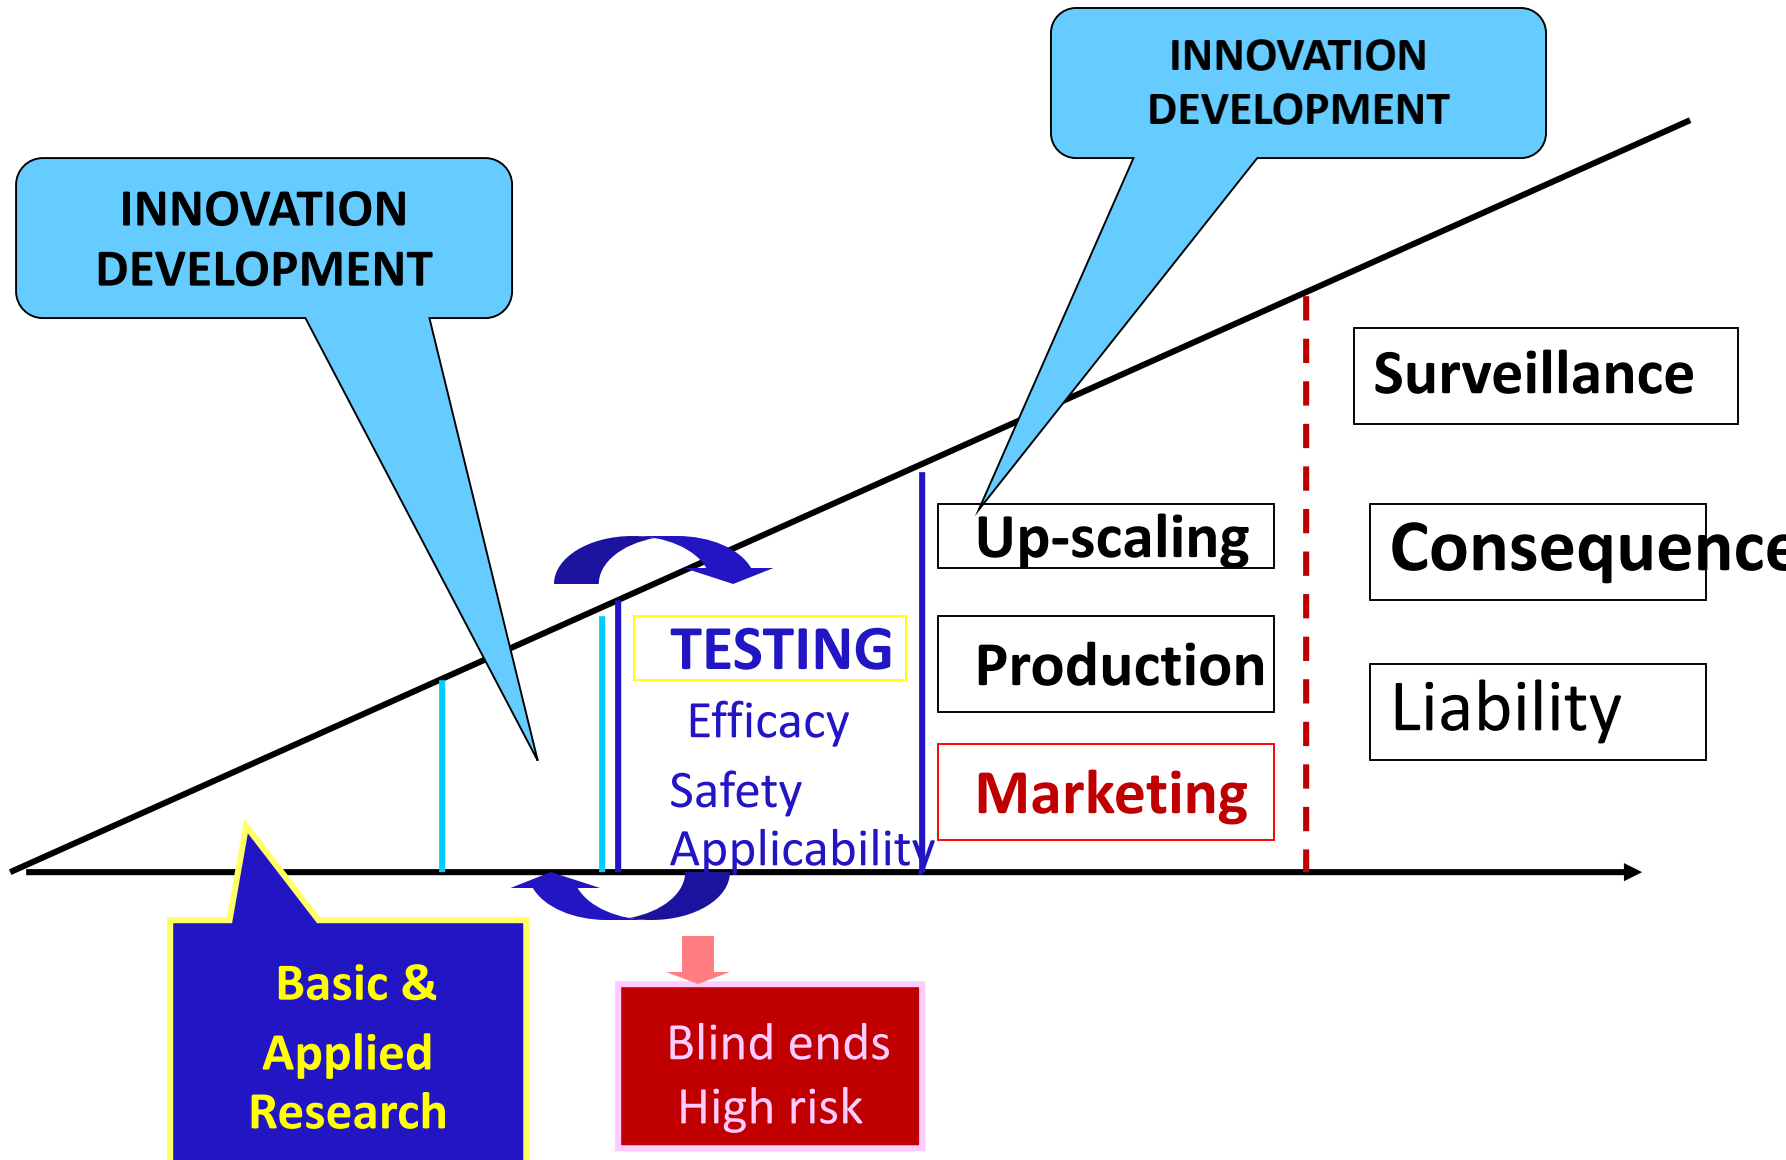 INNOVATION
DEVELOPMENT
INNOVATION
DEVELOPMENT
Surveillance
Up-scaling
Consequence
TESTING
Production
Liability
Efficacy
Safety
Marketing
Applicability
Basic &
Applied
Research
Blind ends
High risk